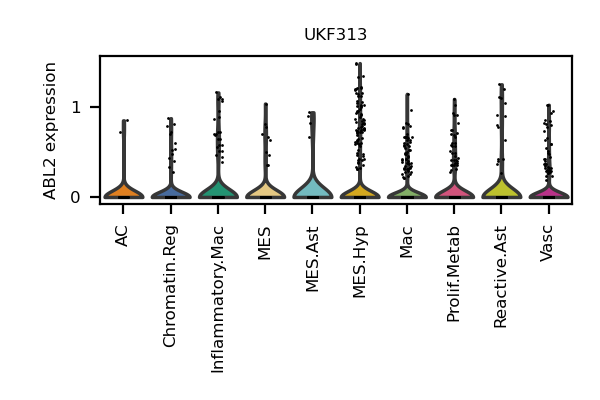 UKF313
ABL2 expression
1
0
AC
Chromatin.Reg
Inflammatory.Mac
MES
MES.Ast
MES.Hyp
Mac
Prolif.Metab
Reactive.Ast
Vasc